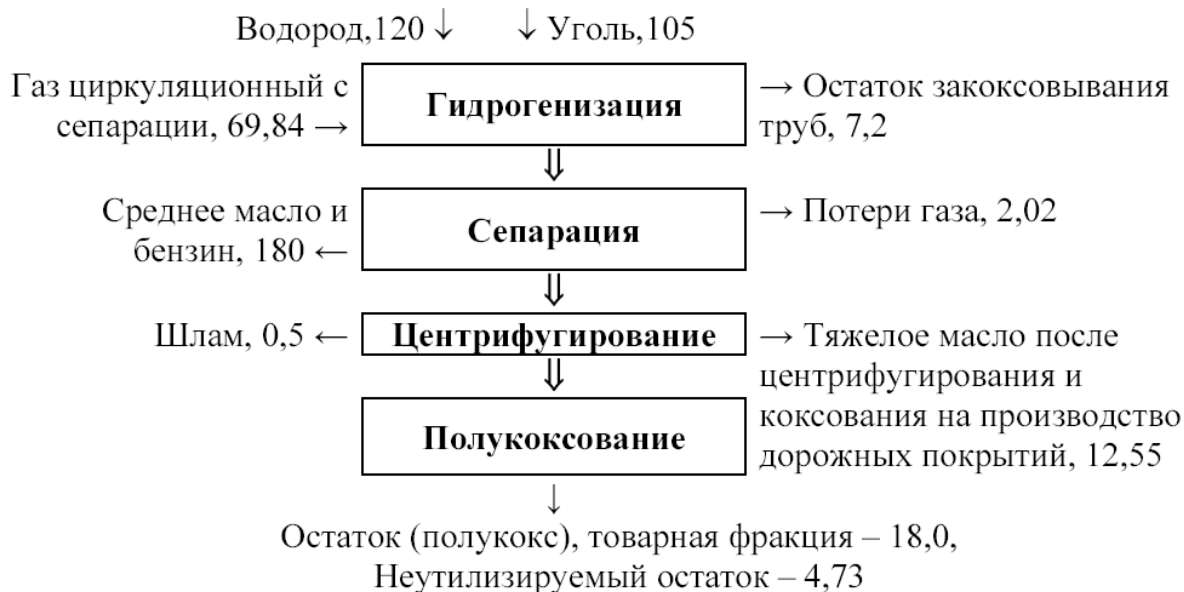 Водород,120 ↓ ↓ Уголь,105
Газ циркуляционный с
сепарации, 69,84 →
Гидрогенизация
→ Остаток закоксовывания
труб, 7,2
⇓
Среднее масло и
бензин, 180 ←
Сепарация
→ Потери газа, 2,02
⇓
Шлам, 0,5 ←
Центрифугирование
→ Тяжелое масло после
центрифугирования и
коксования на производство
дорожных покрытий, 12,55
⇓
Полукоксование
↓
Остаток (полукокс), товарная фракция – 18,0,
Неутилизируемый остаток – 4,73